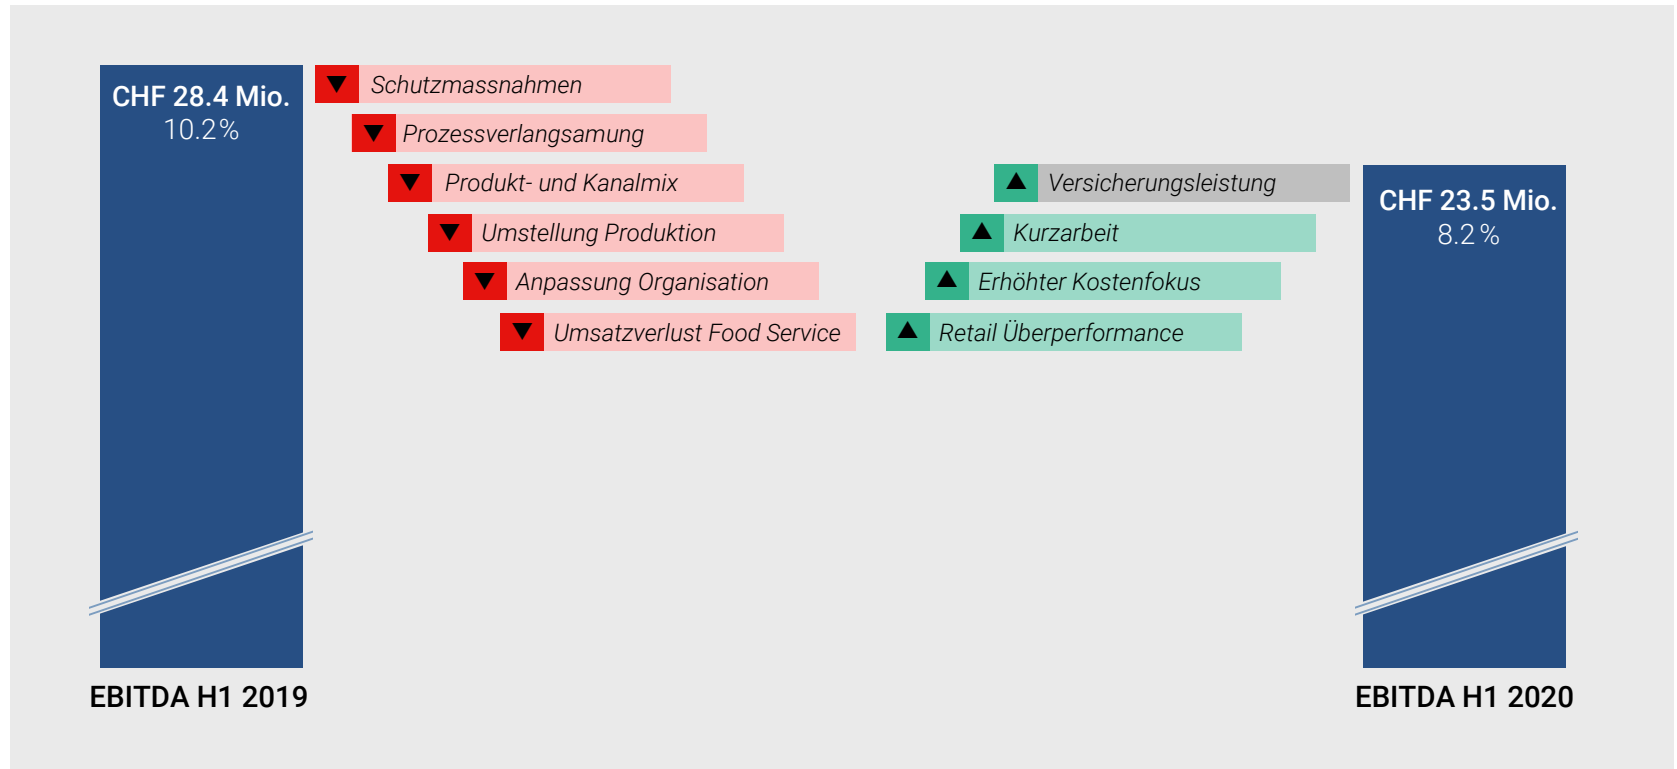 CHF 28.4 Mio.
10.2%
Schutzmassnahmen
Prozessverlangsamung
Produkt- und Kanalmix
Umstellung Produktion
Anpassung Organisation
Umsatzverlust Food Service
Versicherungsleistung
Kurzarbeit
Erhöhter Kostenfokus
Retail Überperformance
CHF 23.5 Mio.
8.2%
EBITDA H1 2019
EBITDA H1 2020